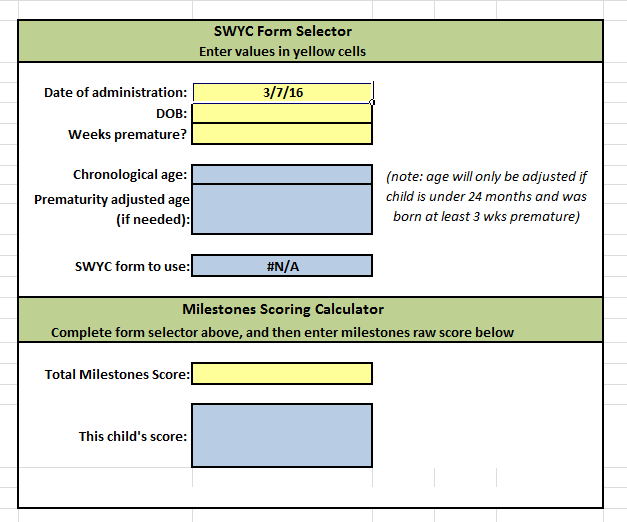 SWYC Form Selector
Enter values in yellow cells
Date of administration: 3/7/16
DOB:
Weeks premature?
Chronological age:
Prematurity adjusted age
(if needed):
(note: age will only be adjusted if
child is under 24 months and was
born at least 3 wks premature)
SWYC form to use: #N/A
Milestones Scoring Calculator
Complete form selector above, and then enter milestones raw score below
Total Milestones Score:
This child's score: